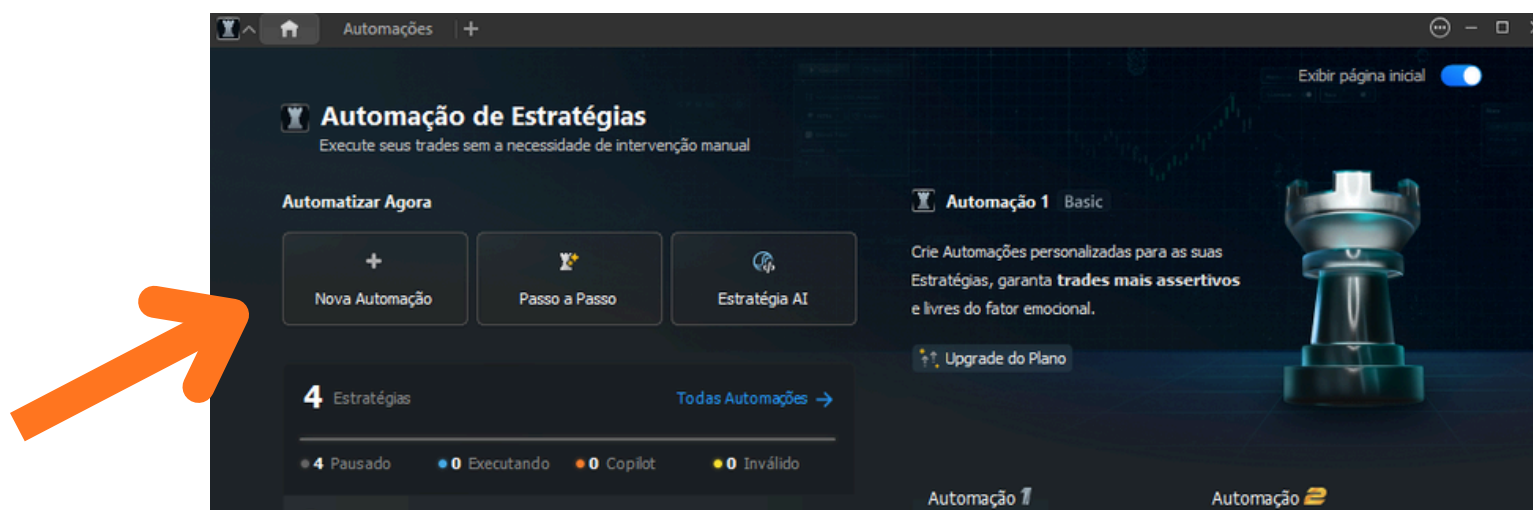 Automações
Exibir página inicial
Automação de Estratégias
Execute seus trades sem a necessidade de intervenção manual
Automatizar Agora
Nova Automação
Passo a Passo
Estratégia AI
4 Estratégias
Todas Automações →
4 Pausado
0 Executando
0 Copilot
0 Inválido
Automação 1 Basic
Crie Automações personalizadas para as suas
Estratégias, garanta trades mais assertivos
e livres do fator emocional.
Upgrade do Plano
Automação 1
Automação 2